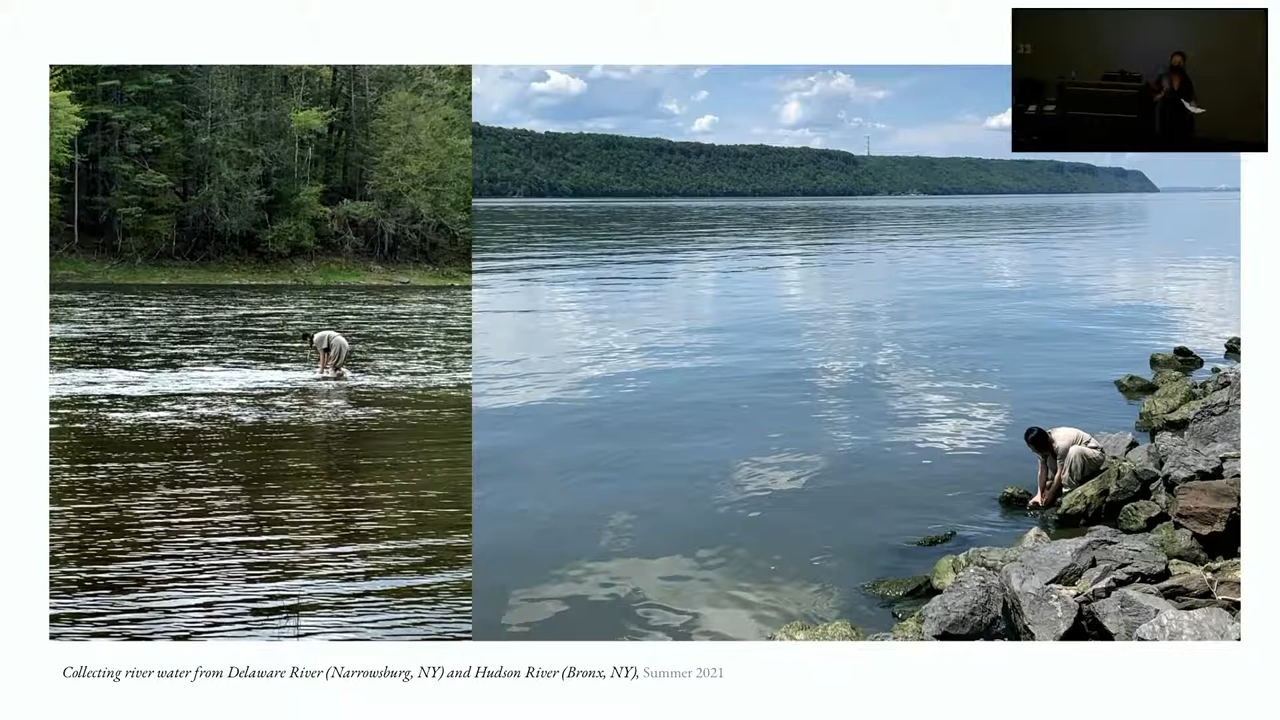 Collecting river water from Delaware River (Narrowsburg, NY) and Hudson River (Bronx, NY), Summer 2021